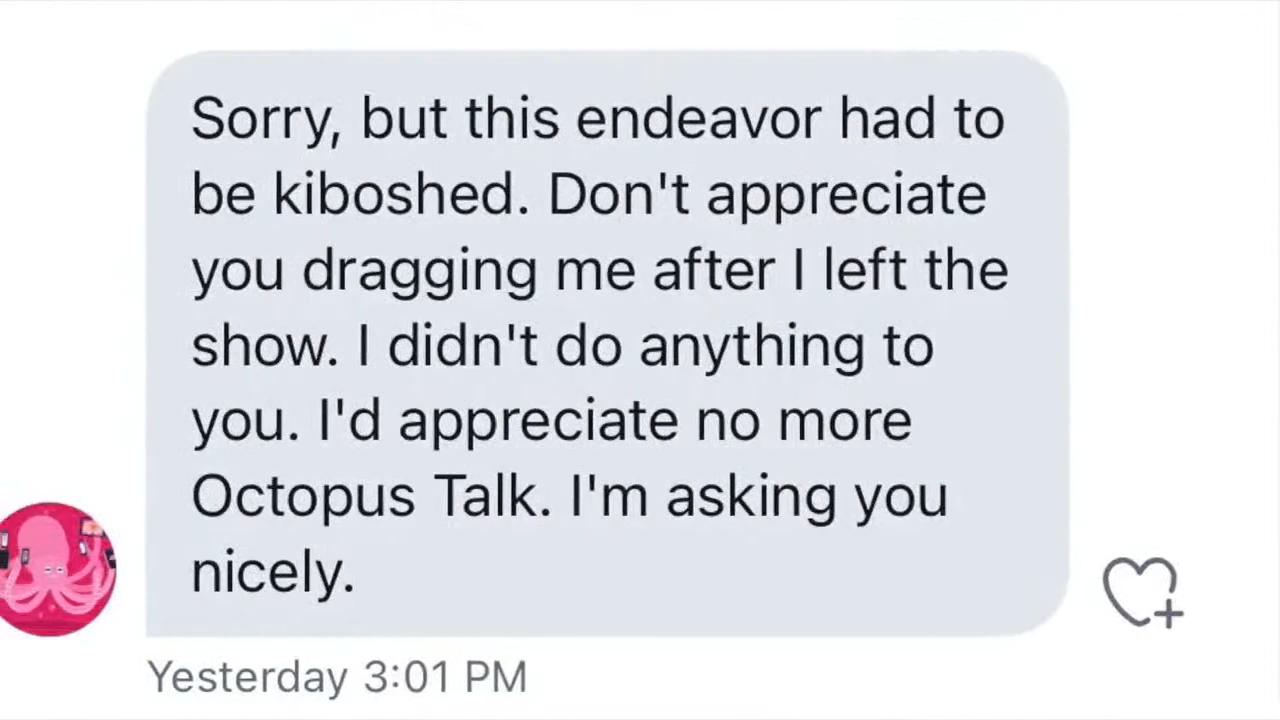 Sorry, but this endeavor had to
be kiboshed. Don't appreciate
you dragging me after I left the
show. I didn't do anything to
you. I'd appreciate no more
Octopus Talk. I'm asking you
nicely.
Yesterday 3:01 PM